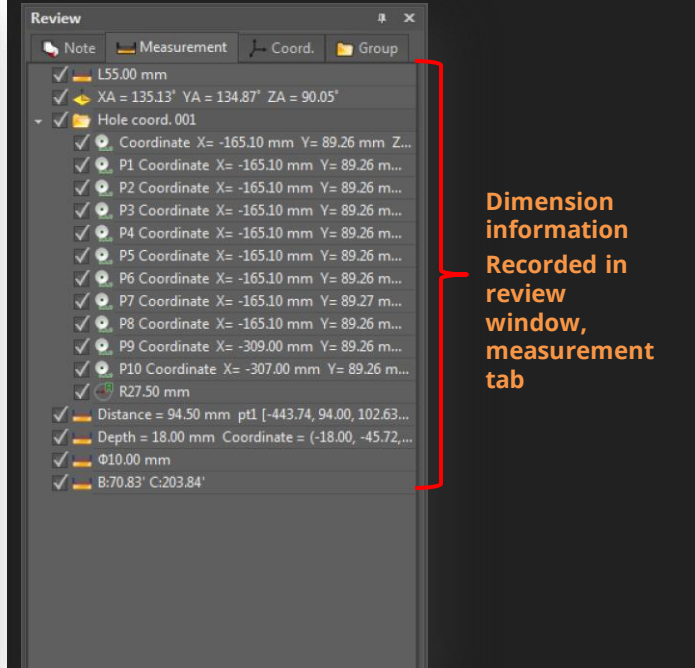 Review
Note
Measurement
Coord.
Group
L55.00 mm
XA = 135.13° YA = 134.87° ZA = 90.05°
Hole coord. 001
Coordinate X= -165.10 mm Y= 89.26 mm Z...
P1 Coordinate X= -165.10 mm Y= 89.26 m...
P2 Coordinate X= -165.10 mm Y= 89.26 m...
P3 Coordinate X= -165.10 mm Y= 89.26 m...
P4 Coordinate X= -165.10 mm Y= 89.26 m...
P5 Coordinate X= -165.10 mm Y= 89.26 m...
P6 Coordinate X= -165.10 mm Y= 89.26 m...
P7 Coordinate X= -165.10 mm Y= 89.27 m...
P8 Coordinate X= -165.10 mm Y= 89.26 m...
P9 Coordinate X= -309.00 mm Y= 89.26 m...
P10 Coordinate X= -307.00 mm Y= 89.26 m...
R27.50 mm
Distance = 94.50 mm pt1 [-443.74, 94.00, 102.63...
Depth = 18.00 mm Coordinate = (-18.00, -45.72,...
Φ10.00 mm
B:70.83' C:203.84'
Dimension
information
Recorded in
review
window,
measurement
tab